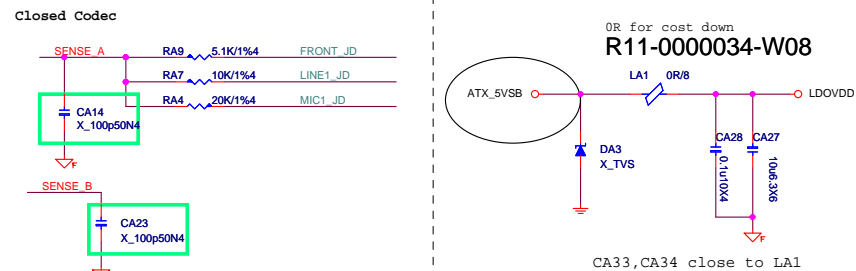 Closed Codec
SENSE_A
RA9 5.1K/1%4 FRONT_JD
RA7 10K/1%4 LINE1_JD
RA4 20K/1%4 MIC1_JD
CA14
X_100p50N4
F
SENSE_B
CA23
X_100p50N4
0R for cost down
R11-0000034-W08
LA1 0R/8
ATX_5VSB
LDOVDD
DA3
X_TVS
CA28
0.1u10X4
CA27
10u6.3X6
F
CA33,CA34 close to LA1